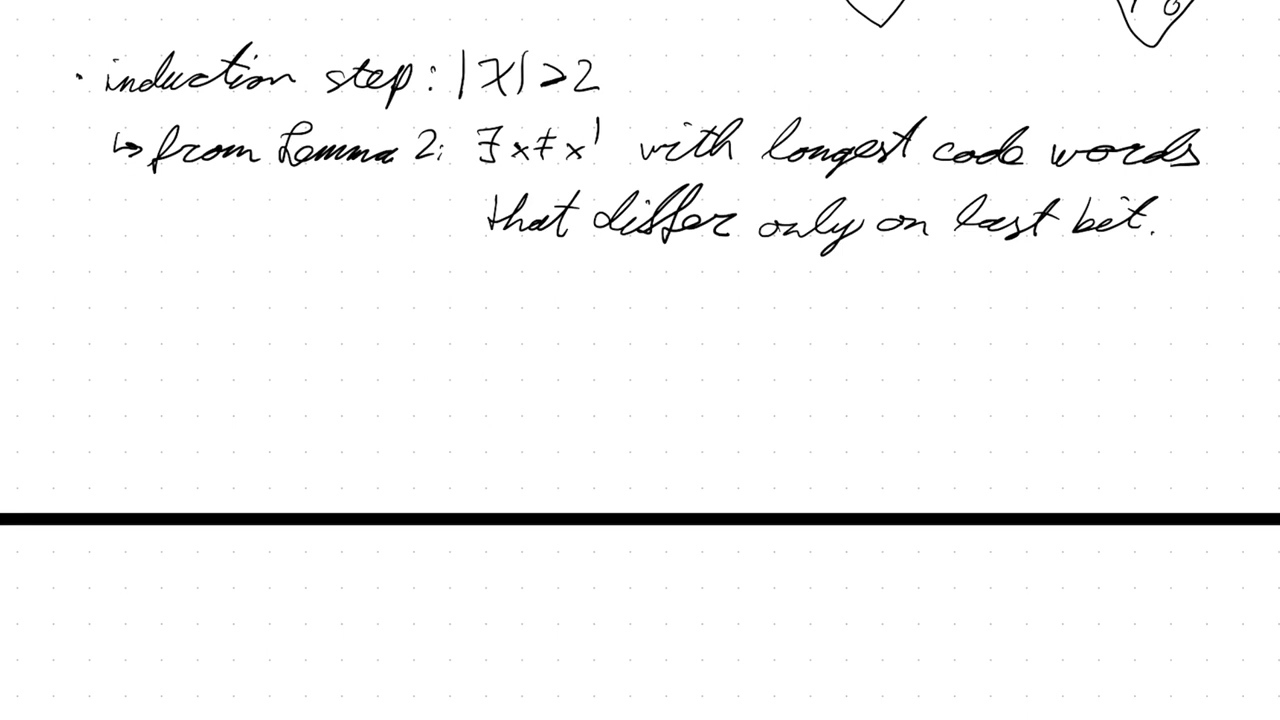 · induction step: |X| > 2
↳ from Lemma 2: ∃ x ≠ x' with longest code words
that differ only on last bit.